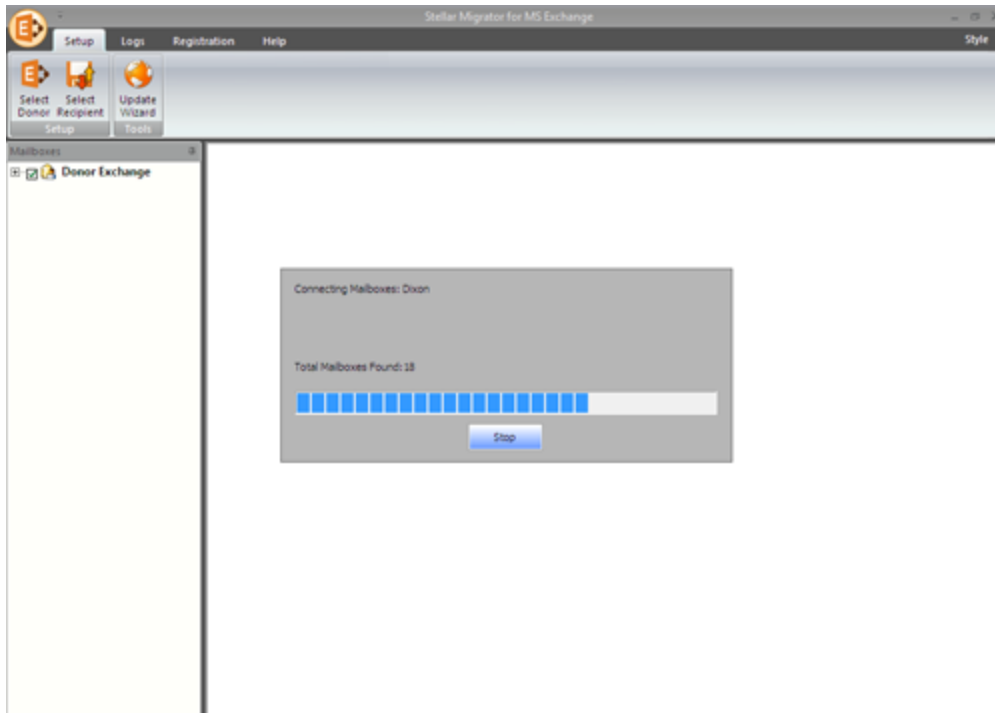 Stellar Migrator for MS Exchange
Setup Logs Registration Help Style
Select Donor
Select Recipient
Update Wizard
Setup Tools
Mailboxes
Donor Exchange
Connecting Mailboxes: Dixon
Total Mailboxes Found: 18
Stop